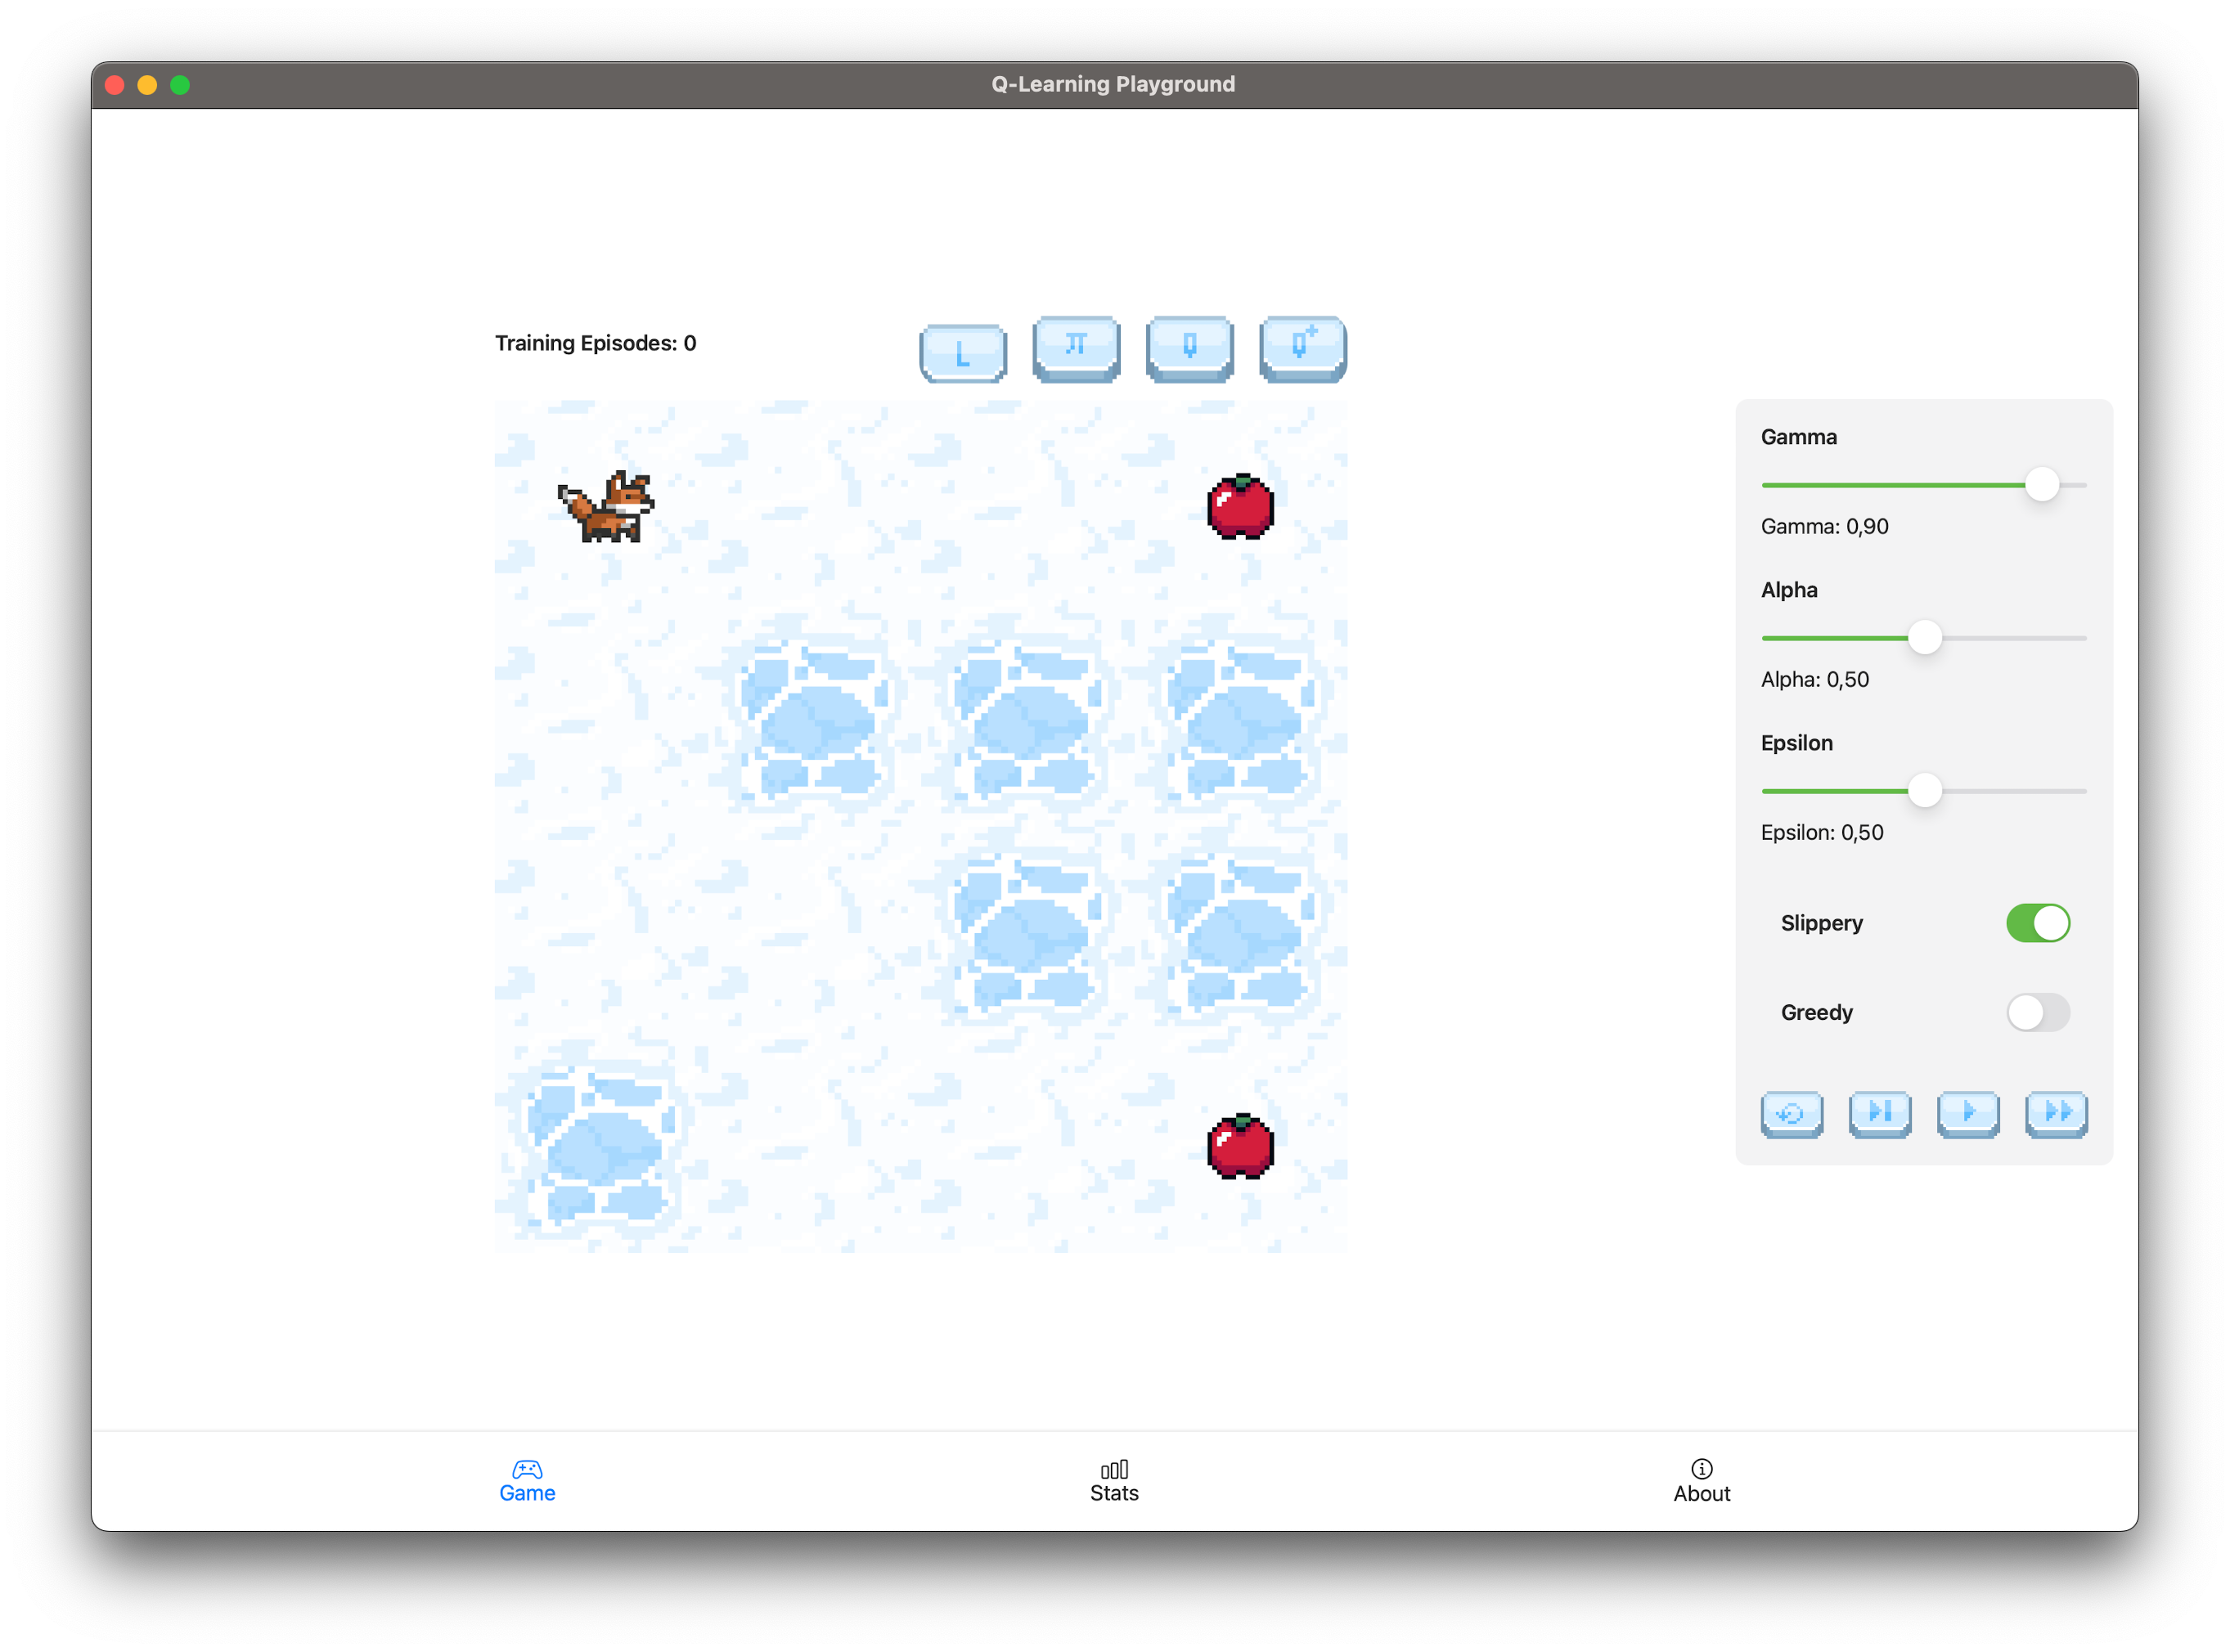 Q-Learning Playground
Training Episodes: 0
L π Q Q+
Gamma
Gamma: 0,90
Alpha
Alpha: 0,50
Epsilon
Epsilon: 0,50
Slippery
Greedy
Game
Stats
About